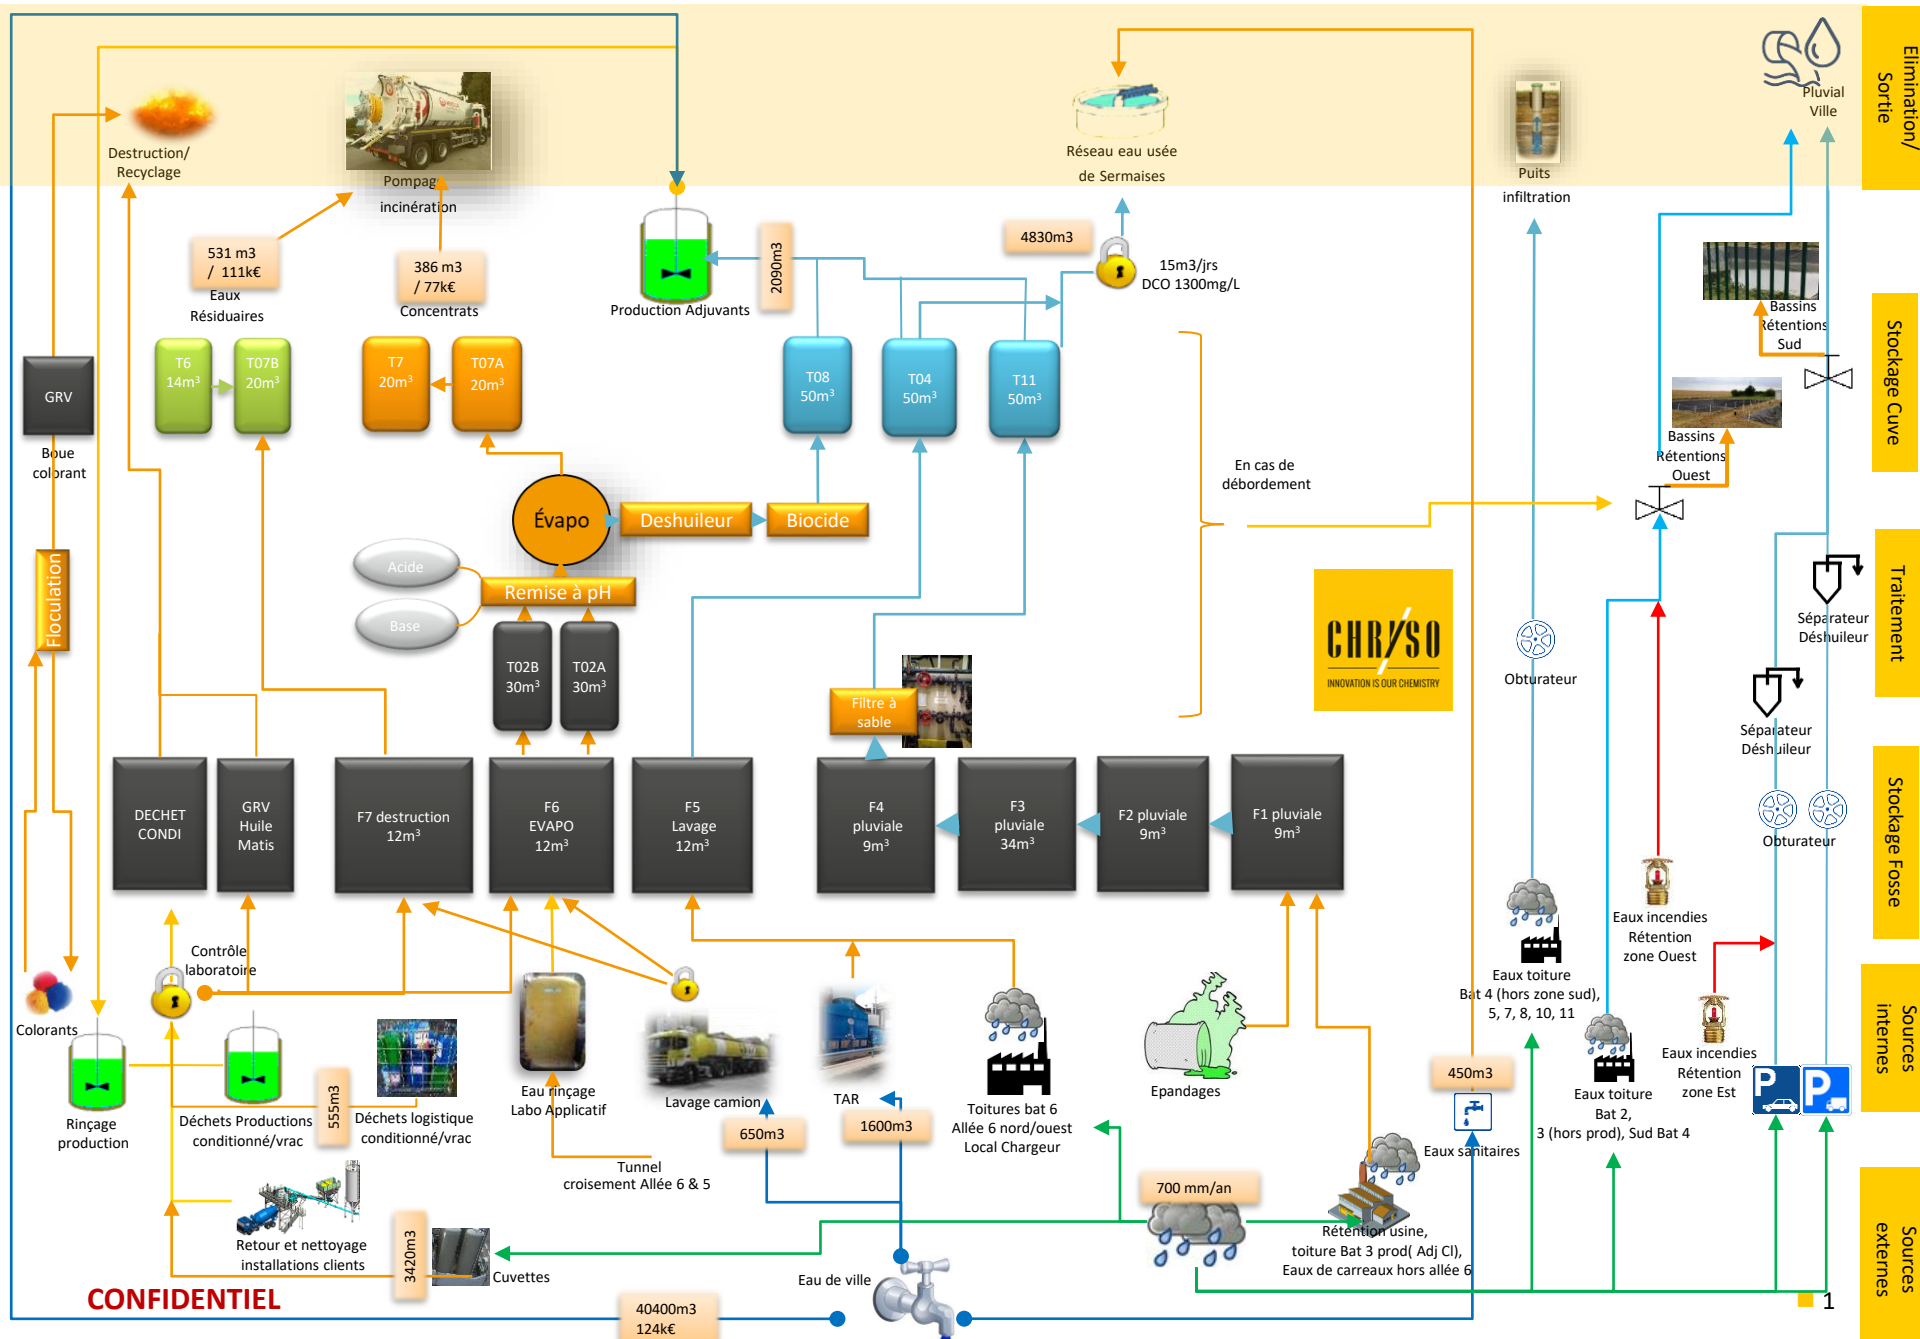 Elimination/
Sortie
Stockage Cuve
Traitement
Stockage Fosse
Sources
internes
Sources
externes
Destruction/
Recyclage
Pompage
incinération
Réseau eau usée
de Sermaises
Puits
infiltration
Pluvial
Ville
531 m3
/ 111k€
Eaux
Résiduaires
386 m3
/ 77k€
Concentrats
Production Adjuvants
2090m3
4830m3
15m3/jrs
DCO 1300mg/L
Bassins
Rétentions
Sud
GRV
Boue
colorant
T6
14m³
T07B
20m³
T7
20m³
T07A
20m³
T08
50m³
T04
50m³
T11
50m³
Bassins
Rétentions
Ouest
En cas de
débordement
Évapo
Deshuileur
Biocide
Acide
Base
Remise à pH
Floculation
T02B
30m³
T02A
30m³
Filtre à
sable
CHRYSO
INNOVATION IS OUR CHEMISTRY
Obturateur
Séparateur
Déshuileur
Séparateur
Déshuileur
Obturateur
DECHET
CONDI
GRV
Huile
Matis
F7 destruction
12m³
F6
EVAPO
12m³
F5
Lavage
12m³
F4
pluviale
9m³
F3
pluviale
34m³
F2 pluviale
9m³
F1 pluviale
9m³
Contrôle
laboratoire
Colorants
Rinçage
production
Déchets Productions
conditionné/vrac
555m3
Déchets logistique
conditionné/vrac
Eau rinçage
Labo Applicatif
Lavage camion
650m3
TAR
1600m3
Toitures bat 6
Allée 6 nord/ouest
Local Chargeur
Epandages
450m3
Eaux sanitaires
Eaux toiture
Bat 4 (hors zone sud),
5, 7, 8, 10, 11
Eaux incendies
Rétention
zone Ouest
Eaux toiture
Bat 2,
3 (hors prod), Sud Bat 4
Eaux incendies
Rétention
zone Est
P
P
Tunnel
croisement Allée 6 & 5
Retour et nettoyage
installations clients
3420m3
Cuvettes
700 mm/an
Rétention usine,
toiture Bat 3 prod( Adj Cl),
Eaux de carreaux hors allée 6
Eau de ville
40400m3
124k€
CONFIDENTIEL
1